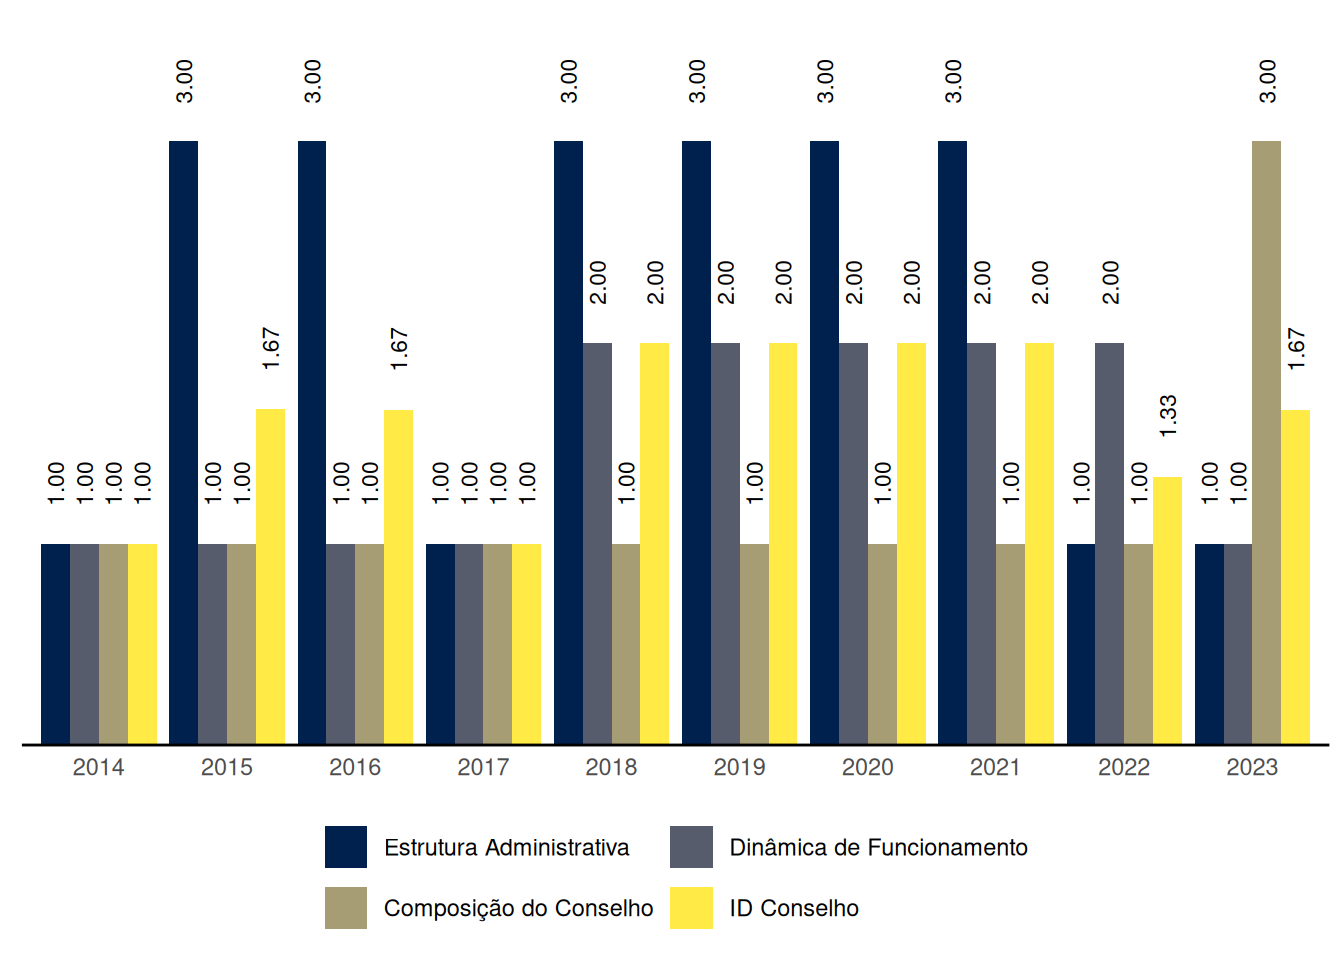 3.00 3.00 3.00 3.00 3.00 3.00 3.00
2.00 2.00 2.00 2.00 2.00 2.00 2.00 2.00 2.00
1.67 1.67 1.67
1.33
1.00 1.00 1.00 1.00 1.00 1.00 1.00 1.00 1.00 1.00 1.00 1.00 1.00 1.00 1.00 1.00 1.00 1.00 1.00 1.00
2014 2015 2016 2017 2018 2019 2020 2021 2022 2023
Estrutura Administrativa Dinâmica de Funcionamento
Composição do Conselho ID Conselho